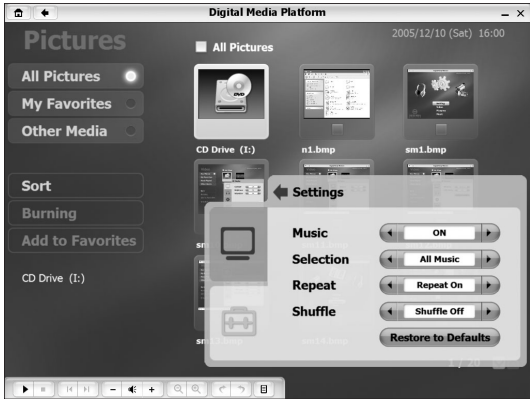 Digital Media Platform
Pictures
2005/12/10 (Sat) 16:00
All Pictures
All Pictures
My Favorites
Other Media
CD Drive (I:)
n1.bmp
sm1.bmp
Sort
Burning
Add to Favorites
CD Drive (I:)
Settings
Music ON
Selection All Music
Repeat Repeat On
Shuffle Shuffle Off
Restore to Defaults
1 / 20